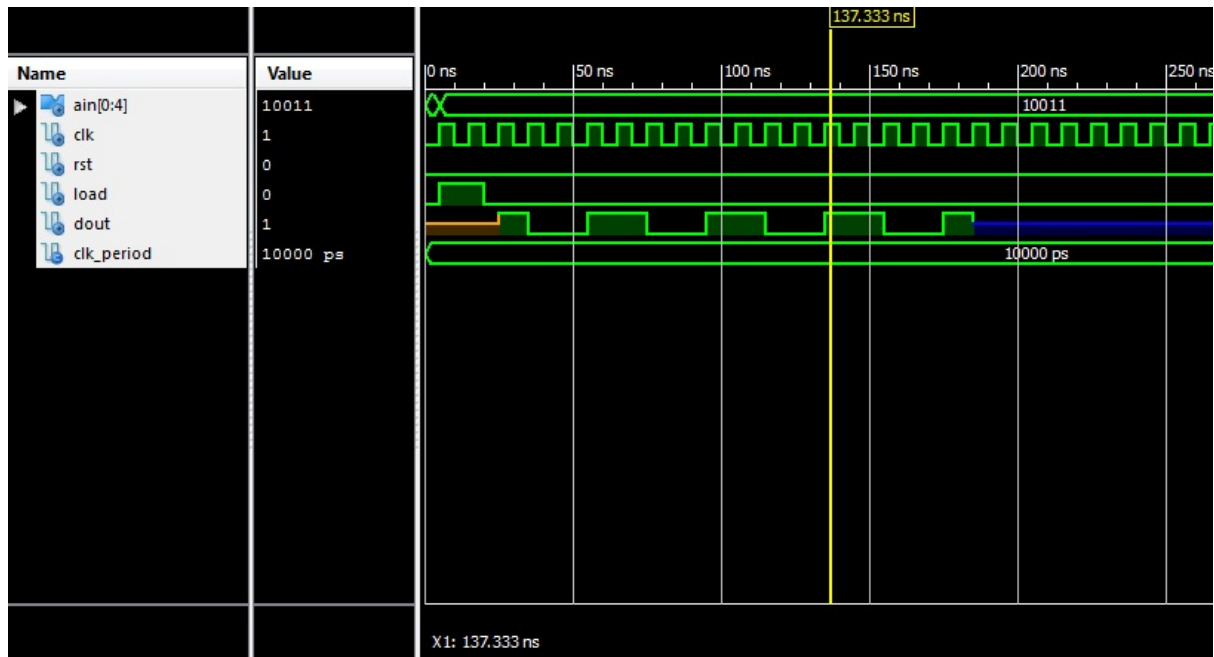 137.333 ns
Name Value 0 ns 50 ns 100 ns 150 ns 200 ns 250 ns
ain[0:4] 10011 10011
clk 1
rst 0
load 0
dout 1
clk_period 10000 ps 10000 ps
X1: 137.333 ns